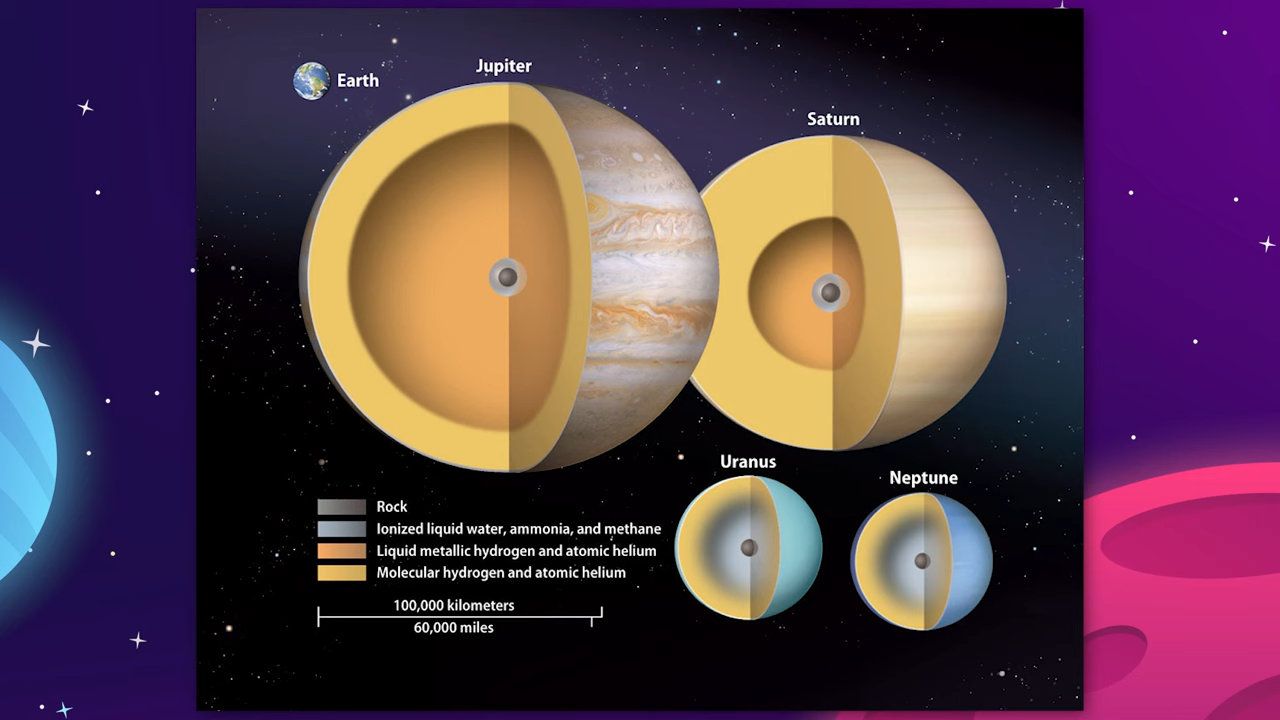 Earth
Jupiter
Saturn
Uranus
Neptune
Rock
Ionized liquid water, ammonia, and methane
Liquid metallic hydrogen and atomic helium
Molecular hydrogen and atomic helium
100,000 kilometers
60,000 miles